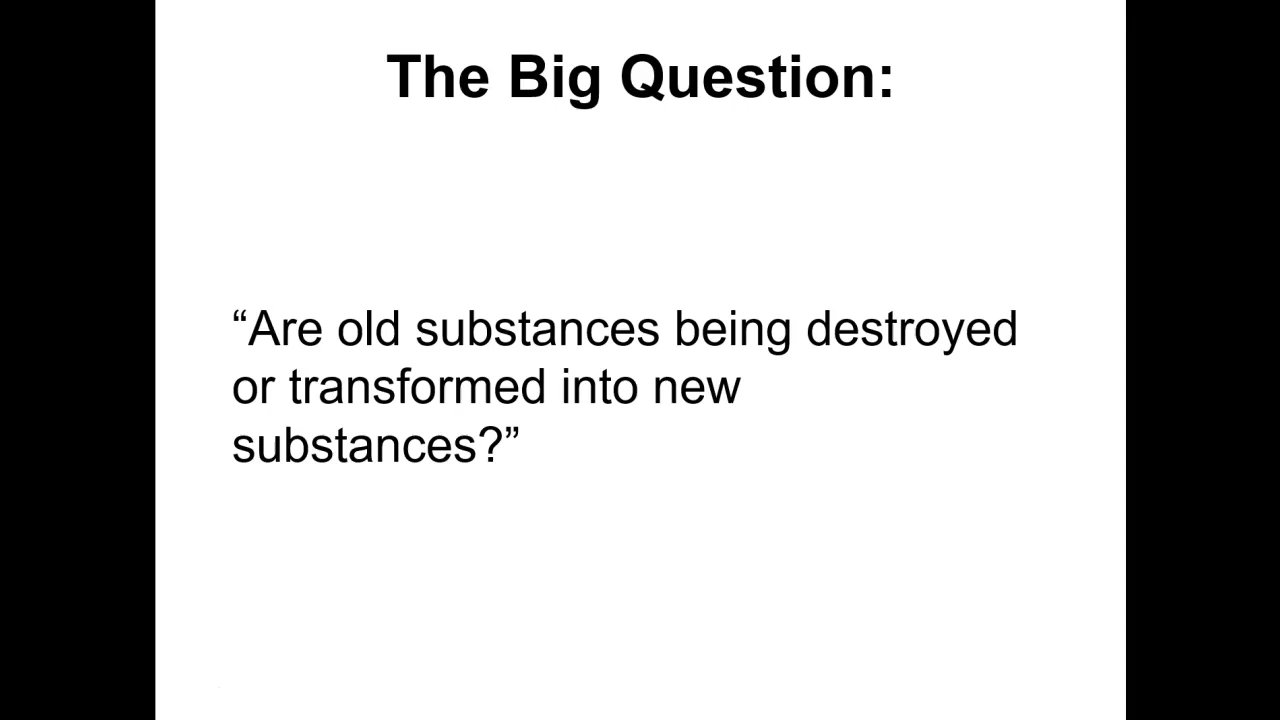 The Big Question:
“Are old substances being destroyed
or transformed into new
substances?”